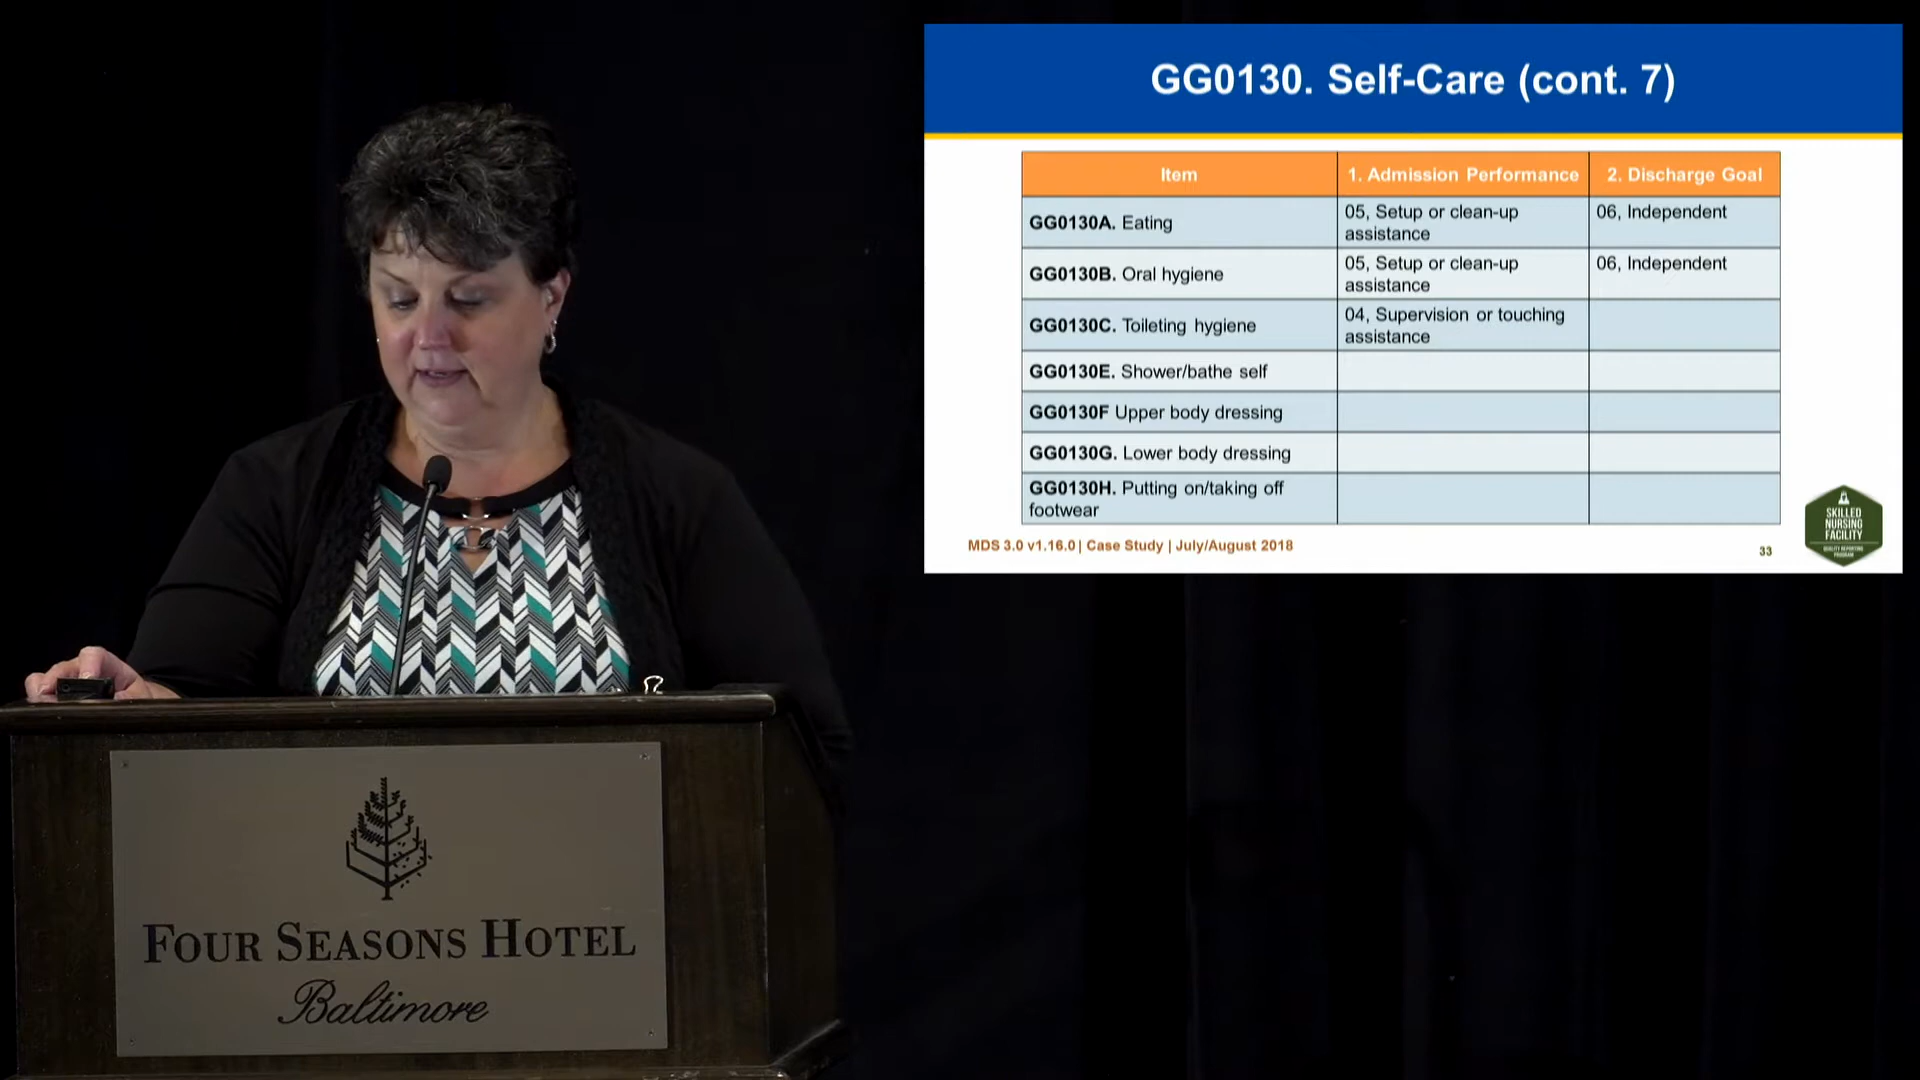 GG0130. Self-Care (cont. 7)
Item
1. Admission Performance
2. Discharge Goal
GG0130A. Eating
05, Setup or clean-up
assistance
06, Independent
GG0130B. Oral hygiene
05, Setup or clean-up
assistance
06, Independent
GG0130C. Toileting hygiene
04, Supervision or touching
assistance
GG0130E. Shower/bathe self
GG0130F Upper body dressing
GG0130G. Lower body dressing
GG0130H. Putting on/taking off
footwear
MDS 3.0 v1.16.0 | Case Study | July/August 2018
33
SKILLED
NURSING
FACILITY
QUALITY REPORTING
PROGRAM
FOUR SEASONS HOTEL
Baltimore